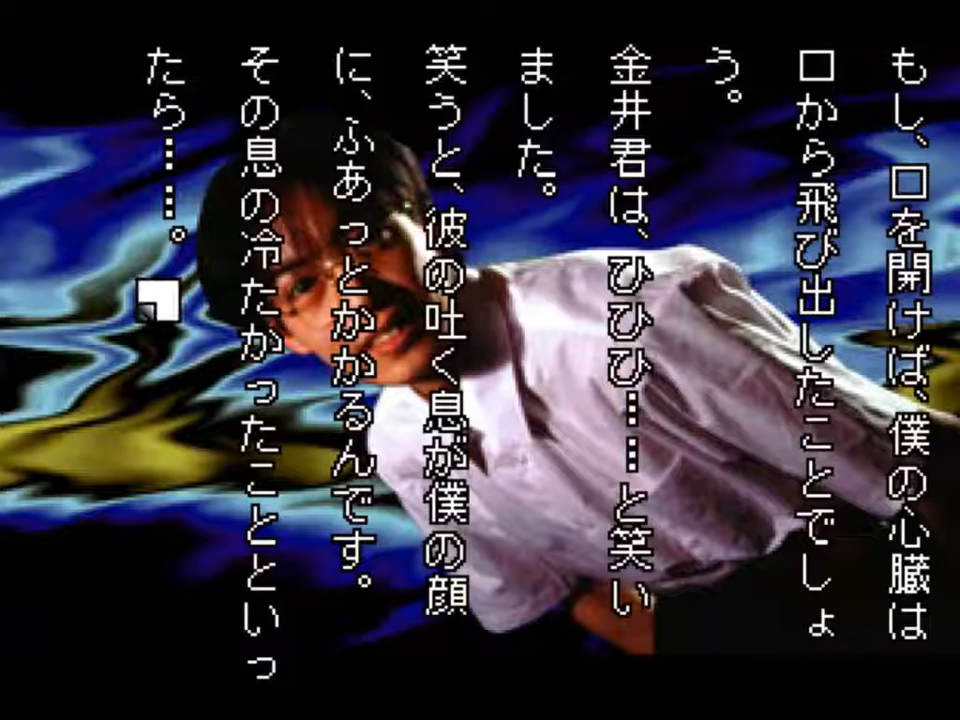 もし、口を開けば、僕の心臓は
口から飛び出したことでしょ
う。
金井君は、ひひひ……と笑い
ました。
笑うと、彼の吐く息が僕の顔
に、ふあっとかかるんです。
その息の冷たかったことといっ
たら……。